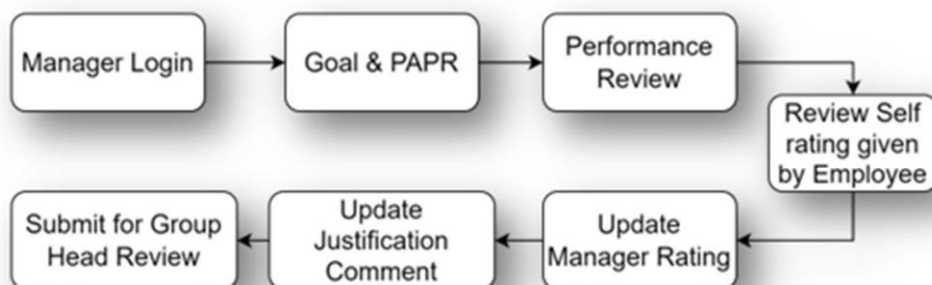 Manager Login
Goal & PAPR
Performance
Review
Review Self
rating given
by Employee
Update
Manager Rating
Update
Justification
Comment
Submit for Group
Head Review